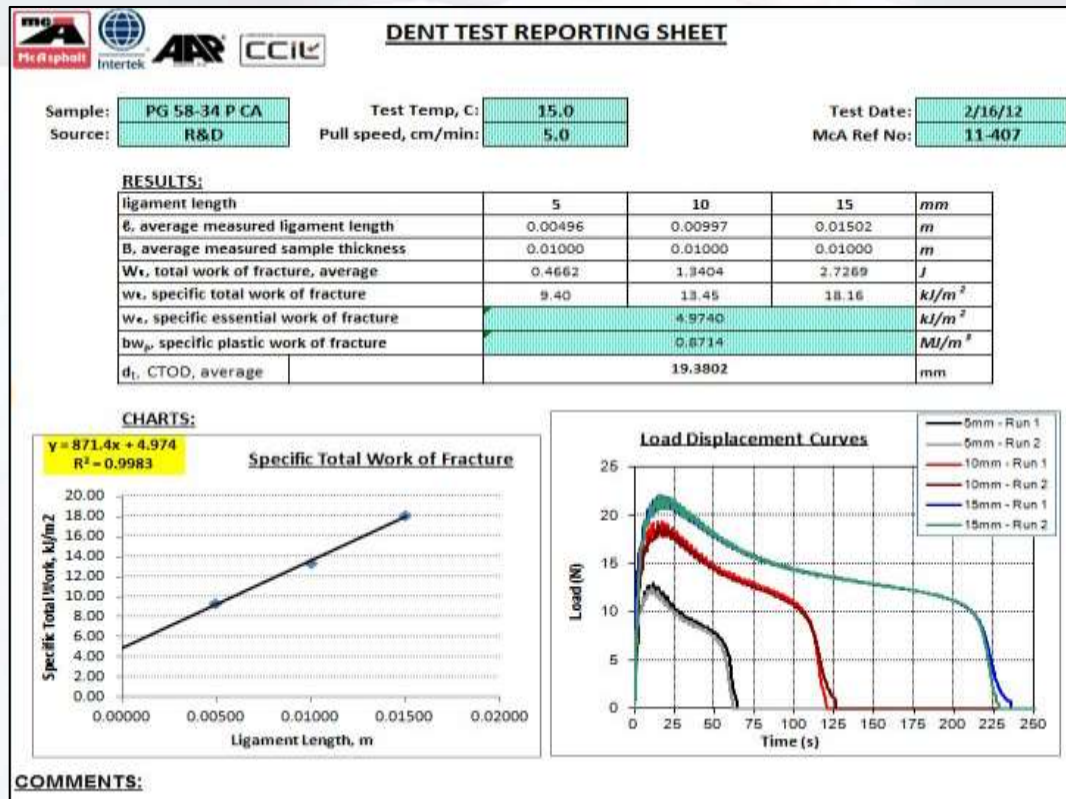 mcA
McAsphalt
Intertek
AAP
CCIL
DENT TEST REPORTING SHEET
Sample: PG 58-34 P CA Test Temp, C: 15.0 Test Date: 2/16/12
Source: R&D Pull speed, cm/min: 5.0 McA Ref No: 11-407
RESULTS:
ligament length 5 10 15 mm
ℓ, average measured ligament length 0.00496 0.00997 0.01502 m
B, average measured sample thickness 0.01000 0.01000 0.01000 m
Wt, total work of fracture, average 0.4662 1.3404 2.7269 J
wt, specific total work of fracture 9.40 13.45 18.16 kJ/m²
we, specific essential work of fracture 4.9740 kJ/m²
bwp, specific plastic work of fracture 0.8714 MJ/m³
dt, CTOD, average 19.3802 mm
CHARTS:
y = 871.4x + 4.974
R² = 0.9983
Specific Total Work of Fracture
Specific Total Work, kJ/m2
20.00
18.00
16.00
14.00
12.00
10.00
8.00
6.00
4.00
2.00
0.00
0.00000 0.00500 0.01000 0.01500 0.02000
Ligament Length, m
Load Displacement Curves
5mm - Run 1
5mm - Run 2
10mm - Run 1
10mm - Run 2
15mm - Run 1
15mm - Run 2
Load (N)
25
20
15
10
5
0
0 25 50 75 100 125 150 175 200 225 250
Time (s)
COMMENTS: